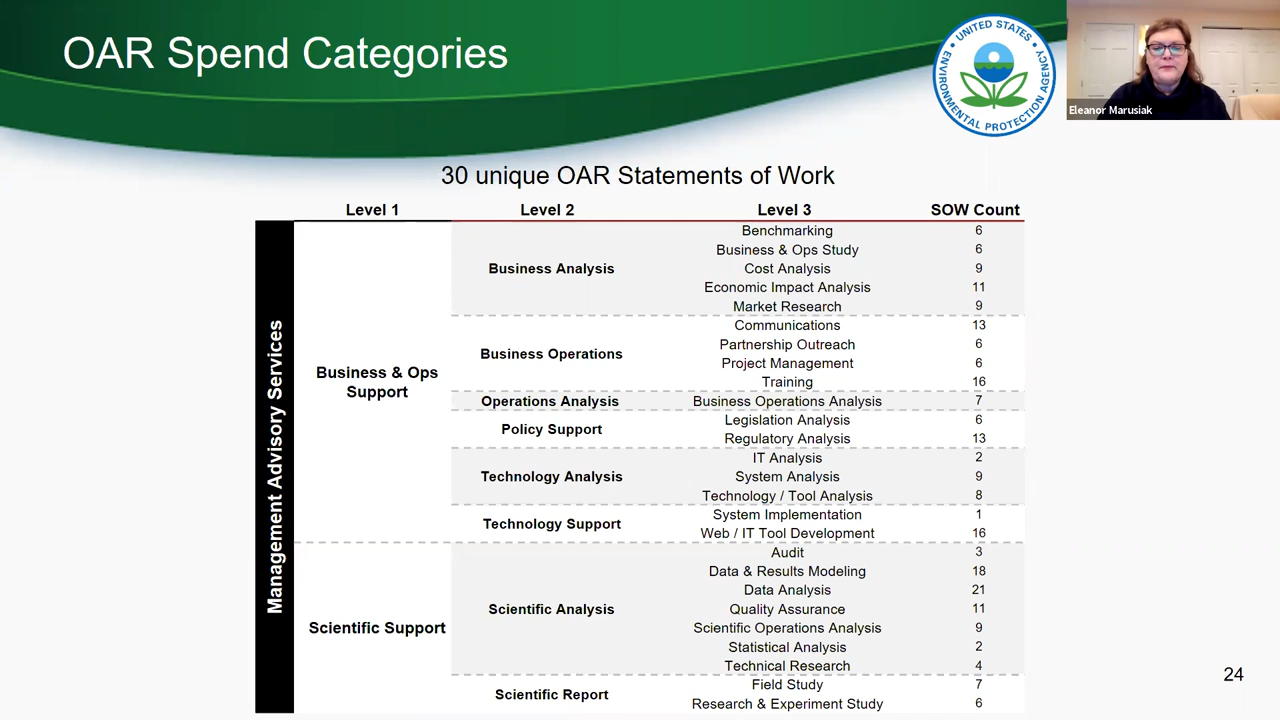 OAR Spend Categories
UNITED STATES
ENVIRONMENTAL PROTECTION AGENCY
Eleanor Marusiak
30 unique OAR Statements of Work
Level 1 Level 2 Level 3 SOW Count
Management Advisory Services
Business & Ops
Support
Business Analysis
Benchmarking 6
Business & Ops Study 6
Cost Analysis 9
Economic Impact Analysis 11
Market Research 9
Business Operations
Communications 13
Partnership Outreach 6
Project Management 6
Training 16
Operations Analysis Business Operations Analysis 7
Policy Support
Legislation Analysis 6
Regulatory Analysis 13
Technology Analysis
IT Analysis 2
System Analysis 9
Technology / Tool Analysis 8
Technology Support
System Implementation 1
Web / IT Tool Development 16
Scientific Support
Scientific Analysis
Audit 3
Data & Results Modeling 18
Data Analysis 21
Quality Assurance 11
Scientific Operations Analysis 9
Statistical Analysis 2
Technical Research 4
Scientific Report
Field Study 7
Research & Experiment Study 6
24